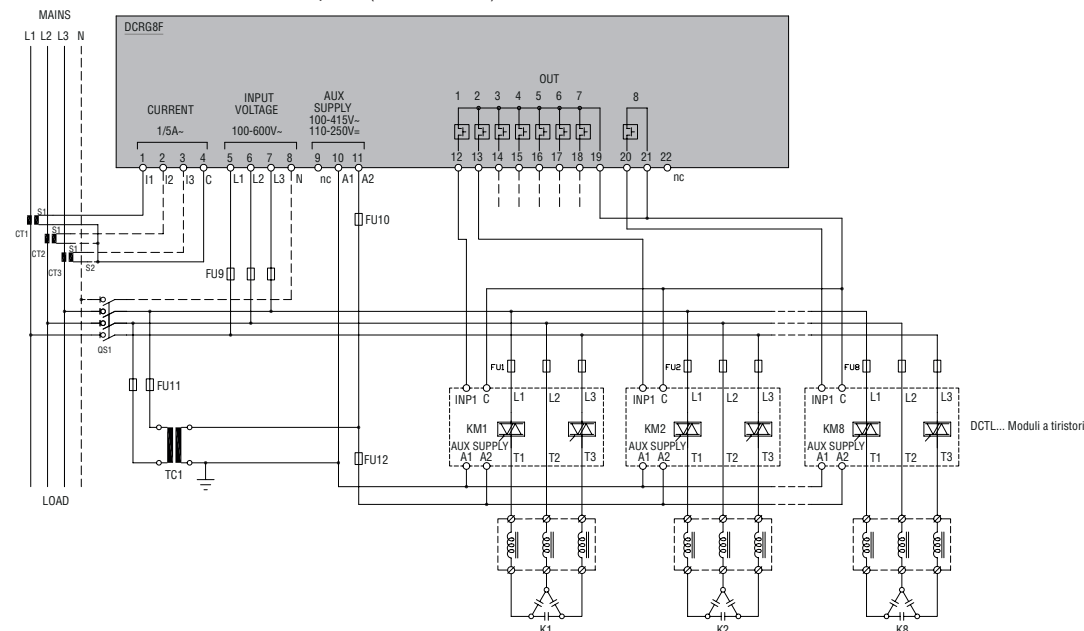 MAINS
L1 L2 L3 N
DCRG8F
CURRENT
1/5A~
INPUT
VOLTAGE
100-600V~
AUX
SUPPLY
100-415V~
110-250V=
OUT
1 2 3 4 5 6 7 8
1 2 3 4 5 6 7 8 9 10 11 12 13 14 15 16 17 18 19 20 21 22
I1 I2 I3 C L1 L2 L3 N nc A1 A2 nc
FU10
S1
CT1
S1
CT2
S1
CT3
S2
FU9
QS1
FU11
FU12
TC1
LOAD
FU1 FU2 FU8
INP1 C L1 L2 L3 INP1 C L1 L2 L3 INP1 C L1 L2 L3
KM1 KM2 KM8
DCTL... Moduli a tiristori
AUX SUPPLY AUX SUPPLY AUX SUPPLY
A1 A2 T1 T2 T3 A1 A2 T1 T2 T3 A1 A2 T1 T2 T3
K1 K2 K8